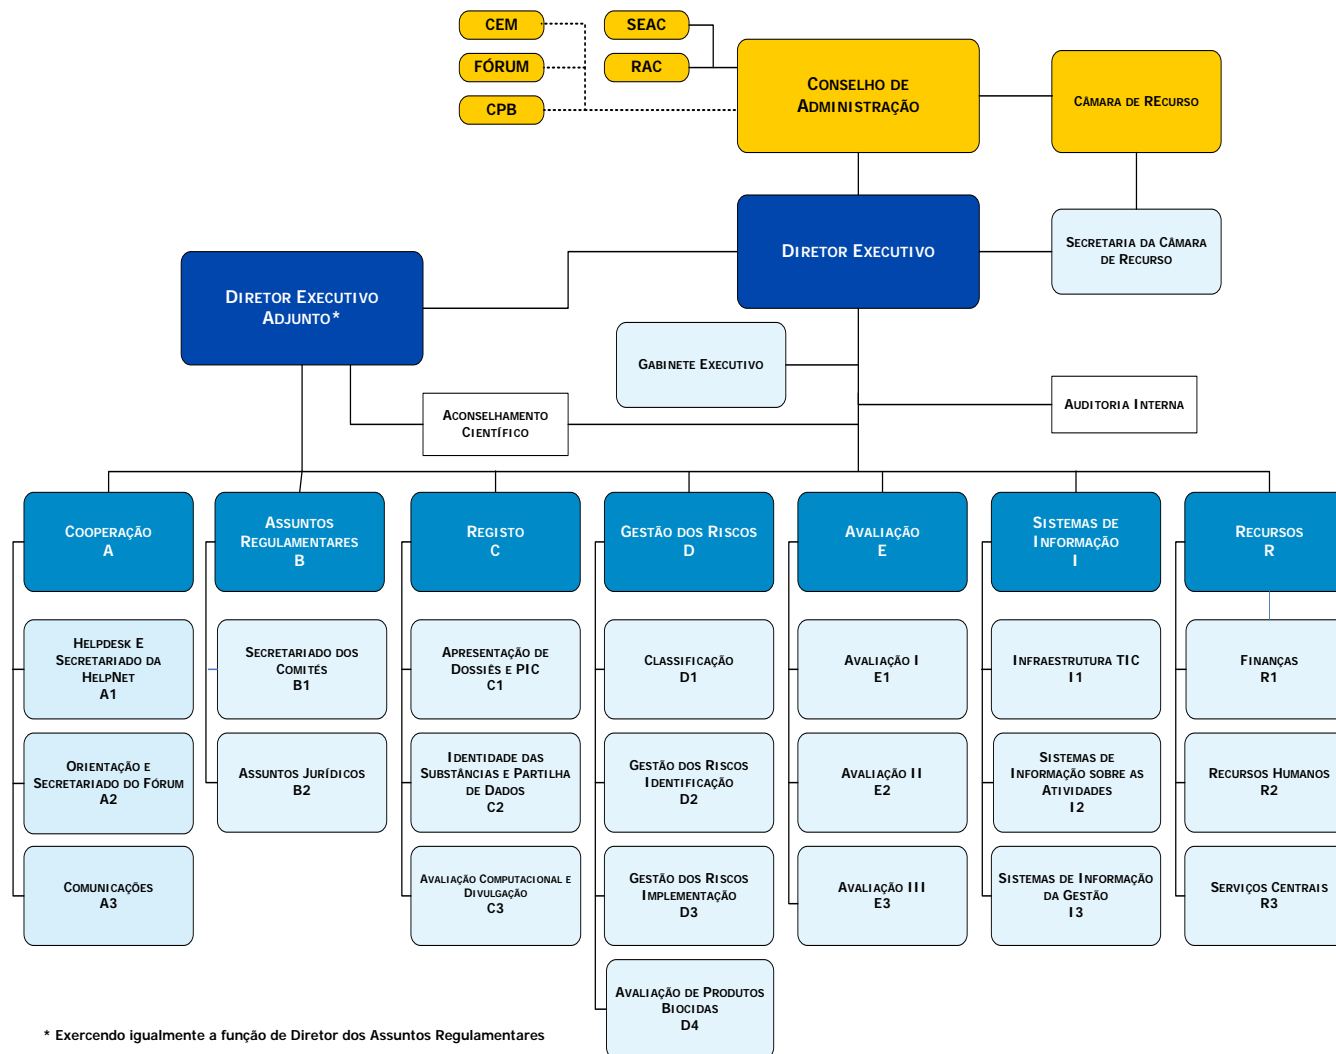 CEM
SEAC
FÓRUM
RAC
CPB
CONSELHO DE
ADMINISTRAÇÃO
CÂMARA DE RECURSO
DIRETOR EXECUTIVO
SECRETARIA DA CÂMARA
DE RECURSO
DIRETOR EXECUTIVO
ADJUNTO*
GABINETE EXECUTIVO
ACONSELHAMENTO
CIENTÍFICO
AUDITORIA INTERNA
COOPERAÇÃO
A
ASSUNTOS
REGULAMENTARES
B
REGISTO
C
GESTÃO DOS RISCOS
D
AVALIAÇÃO
E
SISTEMAS DE
INFORMAÇÃO
I
RECURSOS
R
HELPDESK E
SECRETARIADO DA
HELPNET
A1
SECRETARIADO DOS
COMITÉS
B1
APRESENTAÇÃO DE
DOSSIÊS E PIC
C1
CLASSIFICAÇÃO
D1
AVALIAÇÃO I
E1
INFRAESTRUTURA TIC
I1
FINANÇAS
R1
ORIENTAÇÃO E
SECRETARIADO DO FÓRUM
A2
ASSUNTOS JURÍDICOS
B2
IDENTIDADE DAS
SUBSTÂNCIAS E PARTILHA
DE DADOS
C2
GESTÃO DOS RISCOS
IDENTIFICAÇÃO
D2
AVALIAÇÃO II
E2
SISTEMAS DE
INFORMAÇÃO SOBRE AS
ATIVIDADES
I2
RECURSOS HUMANOS
R2
COMUNICAÇÕES
A3
AVALIAÇÃO COMPUTACIONAL E
DIVULGAÇÃO
C3
GESTÃO DOS RISCOS
IMPLEMENTAÇÃO
D3
AVALIAÇÃO III
E3
SISTEMAS DE INFORMAÇÃO
DA GESTÃO
I3
SERVIÇOS CENTRAIS
R3
AVALIAÇÃO DE PRODUTOS
BIOCIDAS
D4
* Exercendo igualmente a função de Diretor dos Assuntos Regulamentares